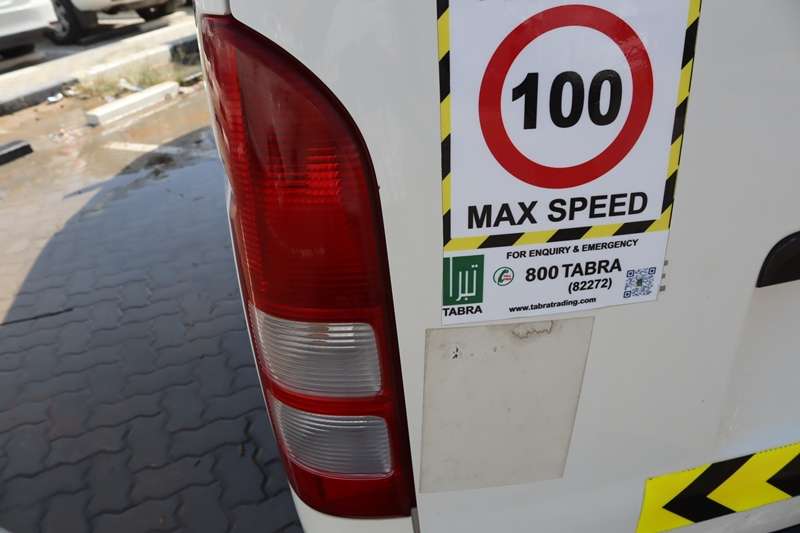 100
MAX SPEED
FOR ENQUIRY & EMERGENCY
تبرا
TABRA
800 TABRA
(82272)
www.tabratrading.com